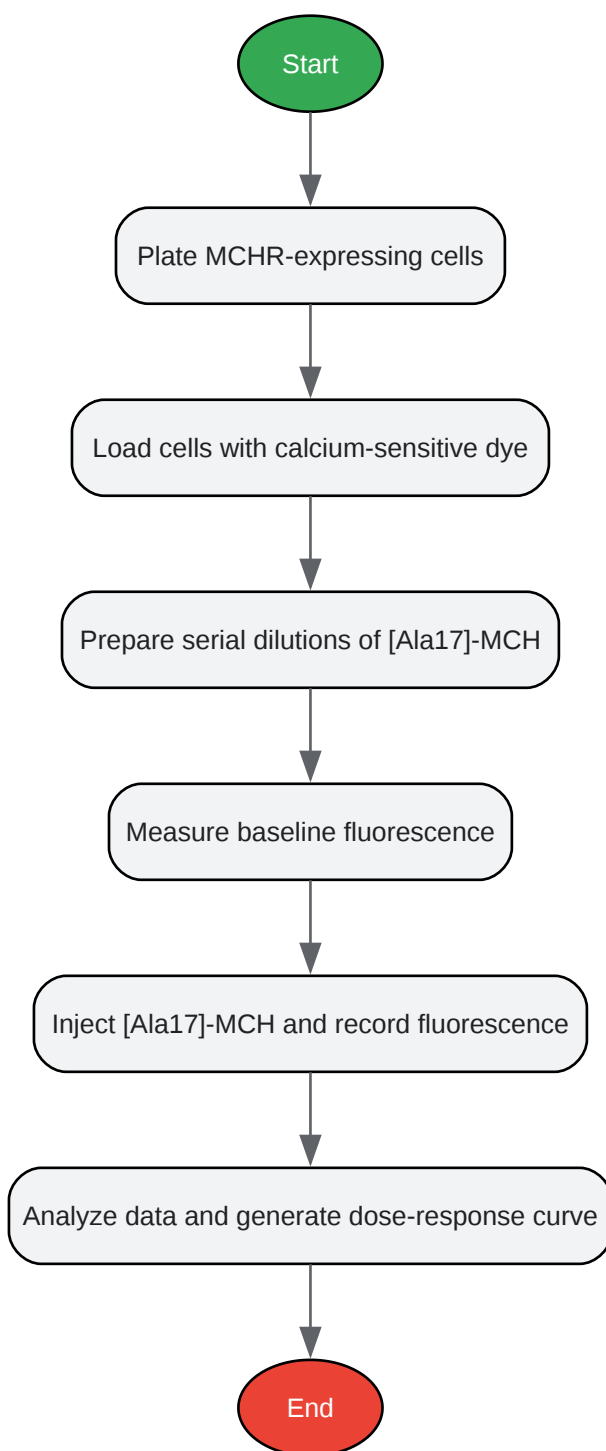 Start
Plate MCHR-expressing cells
Load cells with calcium-sensitive dye
Prepare serial dilutions of [Ala17]-MCH
Measure baseline fluorescence
Inject [Ala17]-MCH and record fluorescence
Analyze data and generate dose-response curve
End